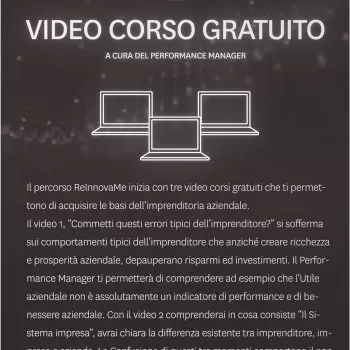 VIDEO CORSO GRATUITO
A CURA DEL PERFORMANCE MANAGER
Il percorso ReInnovaMe inizia con tre video corsi gratuiti che ti permet-
tono di acquisire le basi dell’imprenditoria aziendale.
Il video 1, “Commetti questi errori tipici dell’imprenditore?” si sofferma
sui comportamenti tipici dell’imprenditore che anziché creare ricchezza
e prosperità aziendale, depauperano risparmi ed investimenti. Il Perfor-
mance Manager ti permetterà di comprendere ad esempio che l’Utile
aziendale non è assolutamente un indicatore di performance e di be-
nessere aziendale. Con il video 2 comprenderai in cosa consiste “Il Si-
stema impresa”, avrai chiara la differenza esistente tra imprenditore, im-